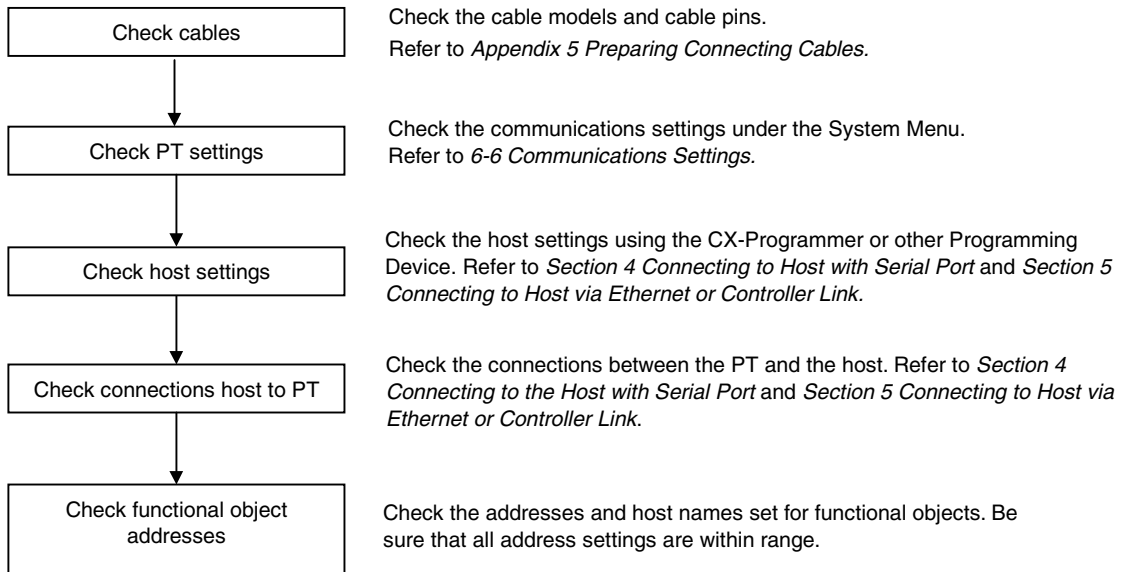 Check cables
Check the cable models and cable pins.
Refer to Appendix 5 Preparing Connecting Cables.
Check PT settings
Check the communications settings under the System Menu.
Refer to 6-6 Communications Settings.
Check host settings
Check the host settings using the CX-Programmer or other Programming
Device. Refer to Section 4 Connecting to Host with Serial Port and Section 5
Connecting to Host via Ethernet or Controller Link.
Check connections host to PT
Check the connections between the PT and the host. Refer to Section 4
Connecting to the Host with Serial Port and Section 5 Connecting to Host via
Ethernet or Controller Link.
Check functional object
addresses
Check the addresses and host names set for functional objects. Be
sure that all address settings are within range.